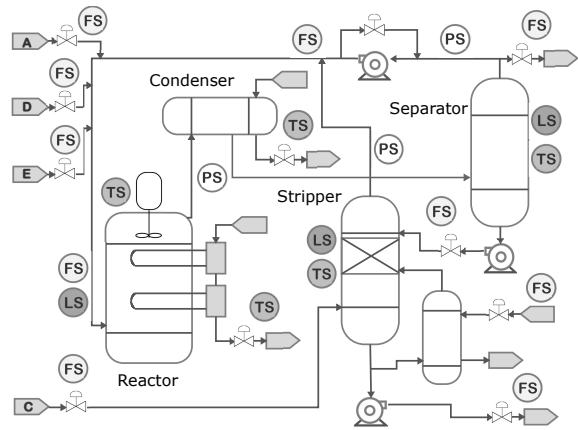 FS
A
FS
PS
FS
FS
Condenser
D
Separator
FS
TS
LS
E
PS
TS
TS
PS
Stripper
FS
LS
FS
TS
LS
TS
FS
FS
Reactor
FS
C